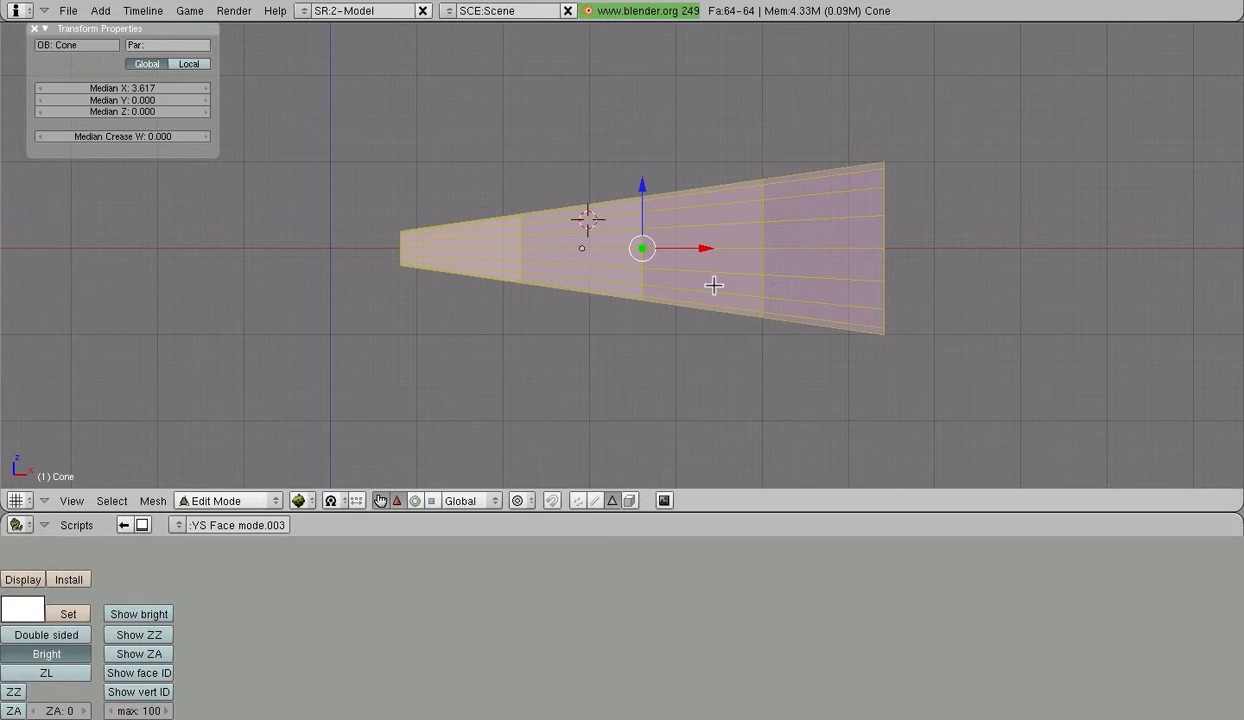 File Add Timeline Game Render Help SR:2-Model SCE:Scene www.blender.org 249 Fa:64-64 | Mem:4.33M (0.09M) Cone
Transform Properties
OB: Cone Par:
Global Local
Median X: 3.617
Median Y: 0.000
Median Z: 0.000
Median Crease W: 0.000
z
x
(1) Cone
View Select Mesh Edit Mode Global
Scripts :YS Face mode.003
Display Install
Set Show bright
Double sided Show ZZ
Bright Show ZA
ZL Show face ID
ZZ Show vert ID
ZA ZA: 0 max: 100